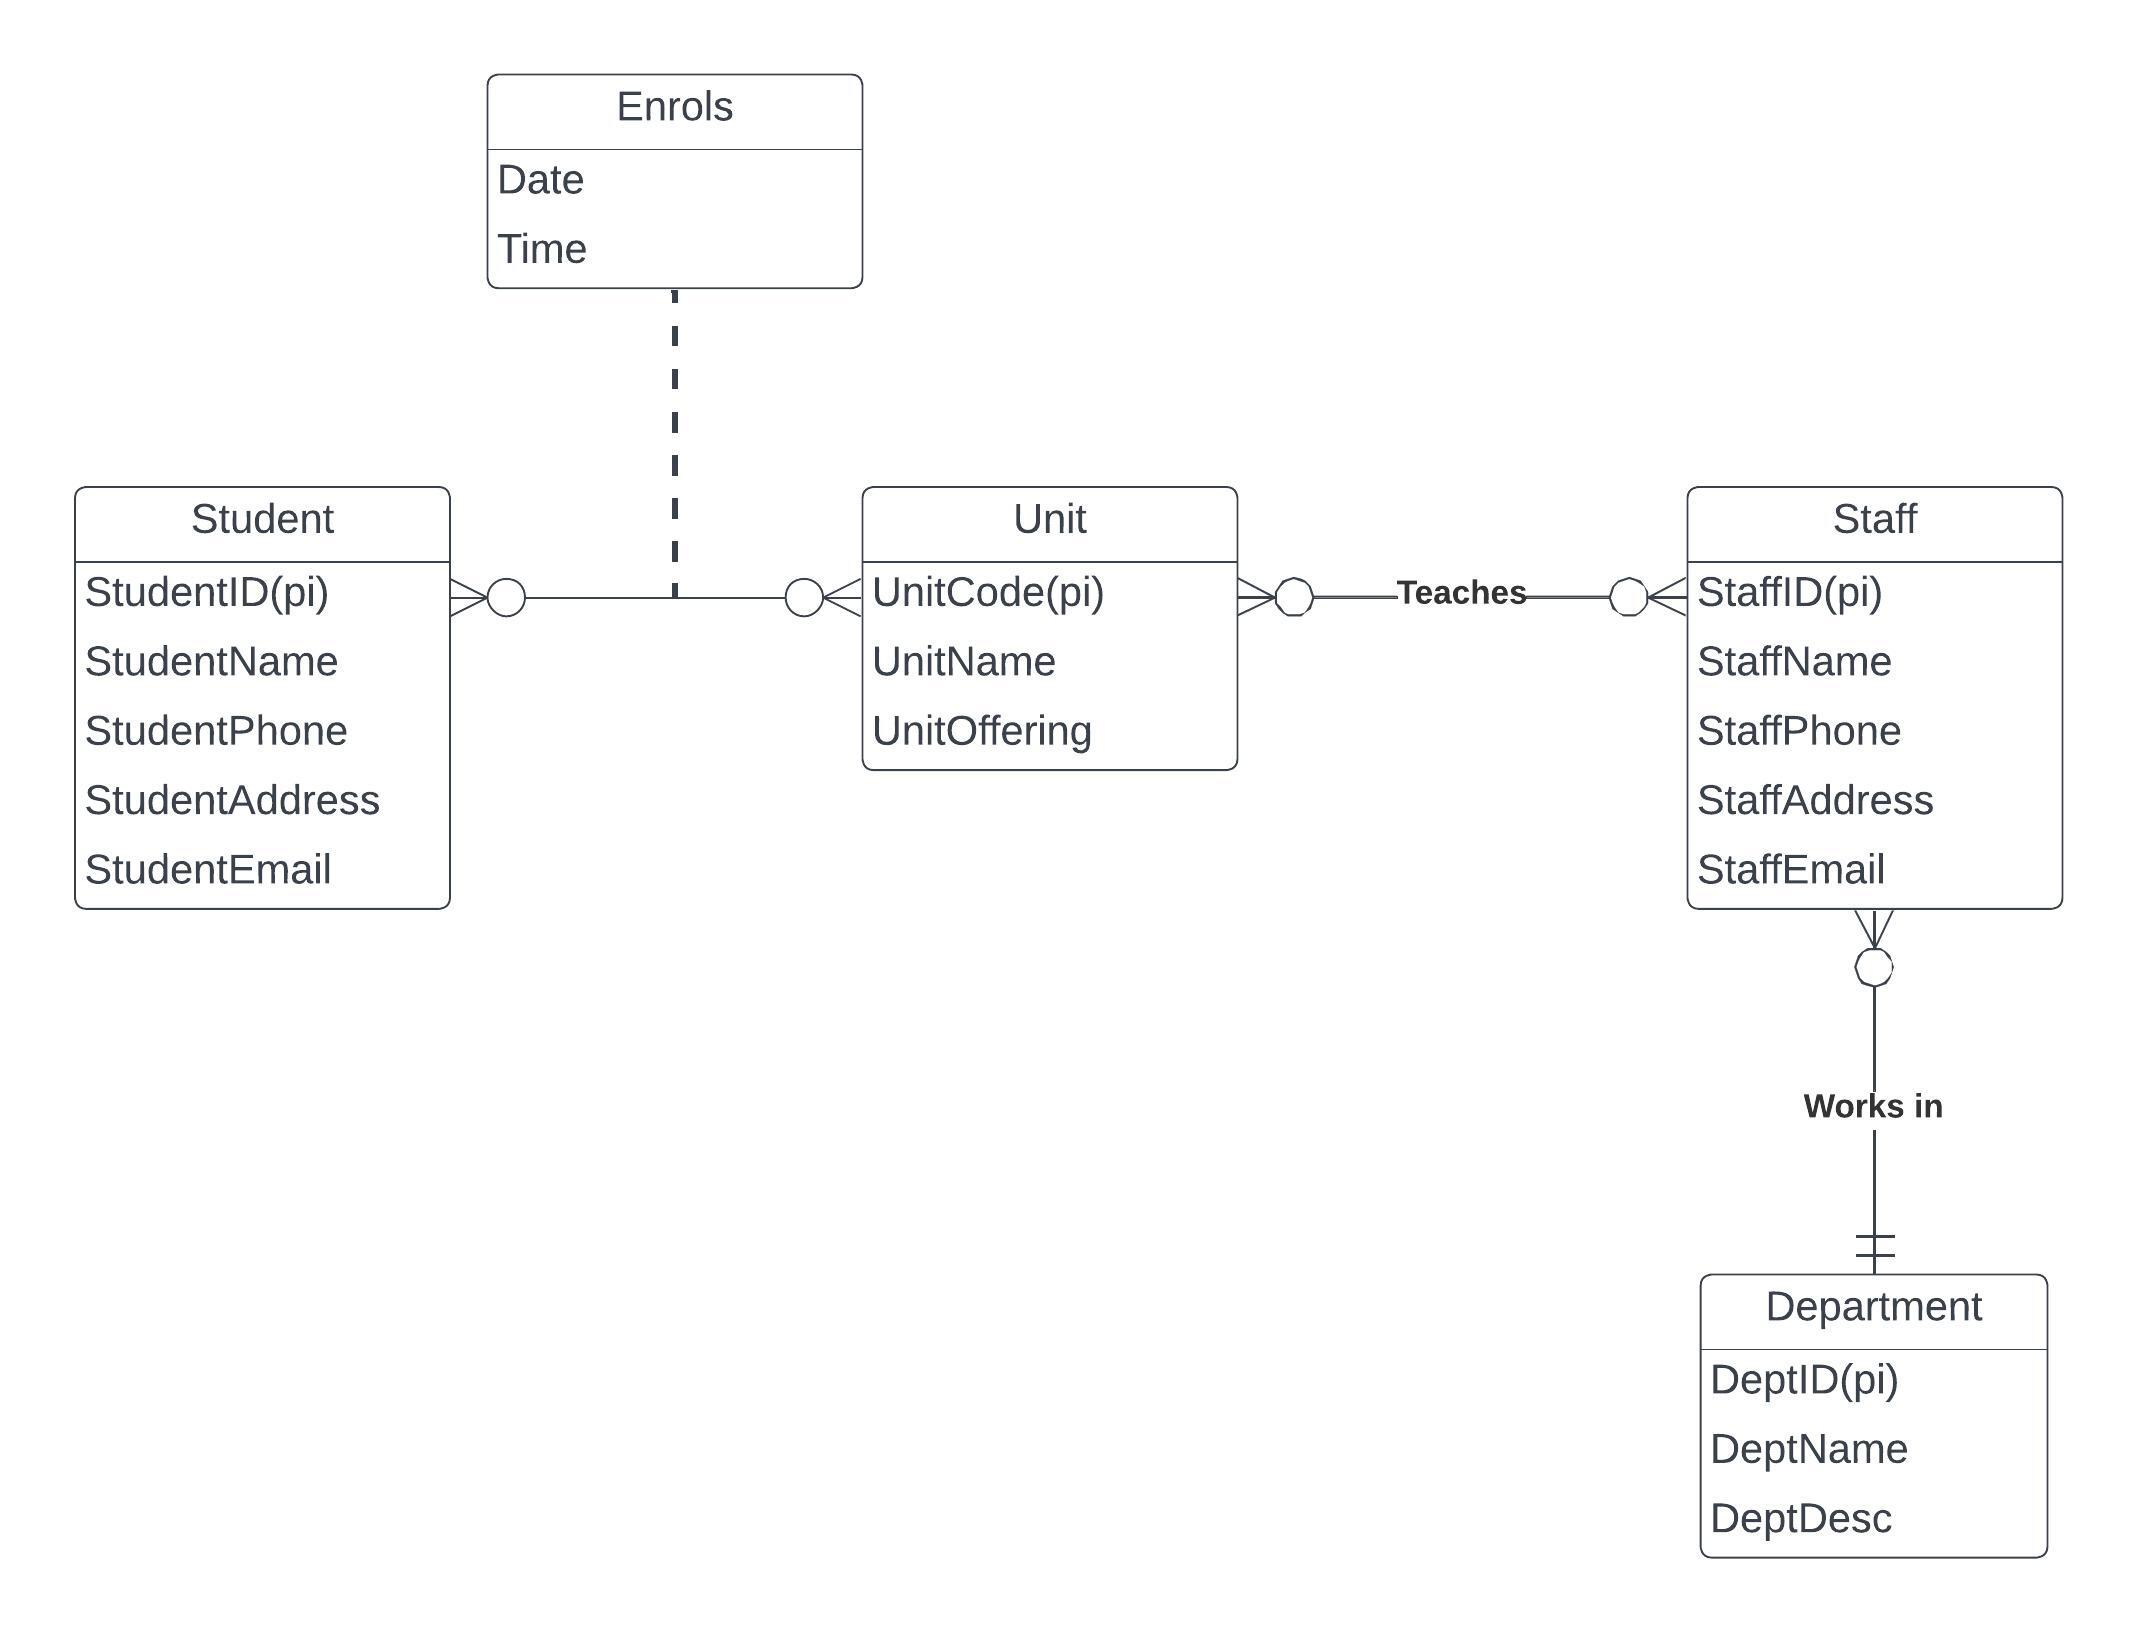 Enrols
Date
Time
Student
StudentID(pi)
StudentName
StudentPhone
StudentAddress
StudentEmail
Unit
UnitCode(pi)
UnitName
UnitOffering
Teaches
Staff
StaffID(pi)
StaffName
StaffPhone
StaffAddress
StaffEmail
Works in
Department
DeptID(pi)
DeptName
DeptDesc